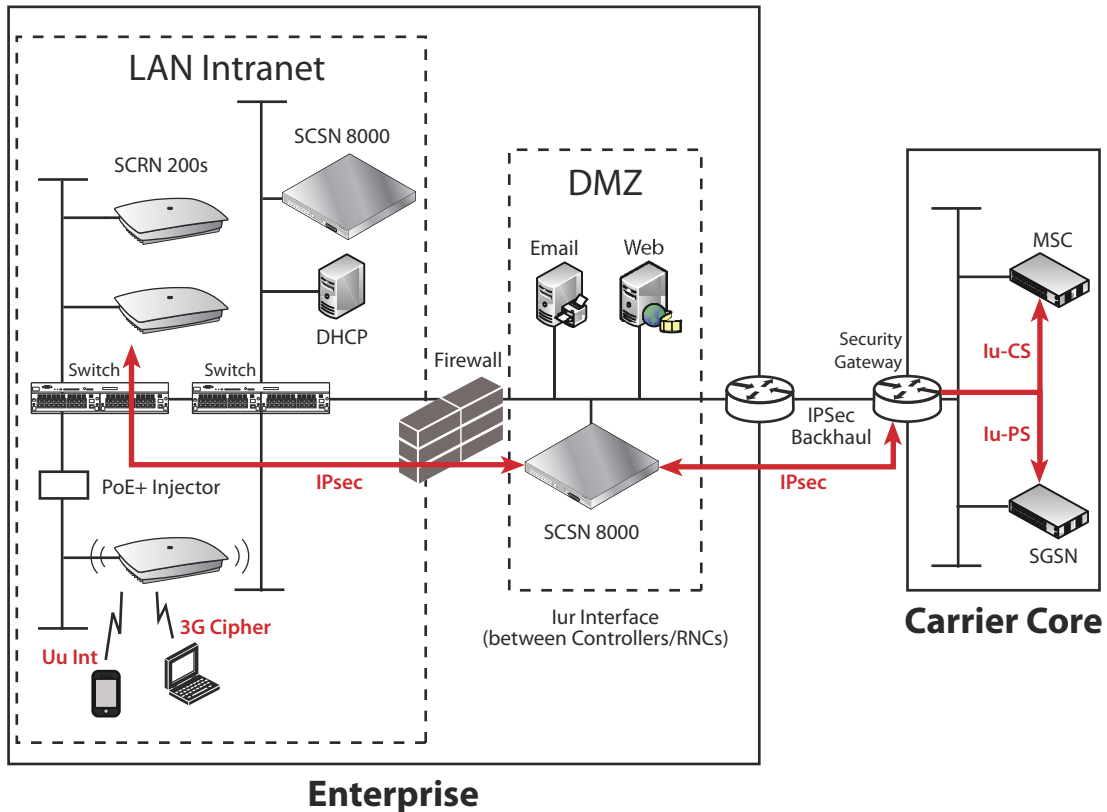 LAN Intranet
SCSN 8000
SCRN 200s
DHCP
Switch
Switch
PoE+ Injector
3G Cipher
Uu Int
Firewall
IPsec
DMZ
Email
Web
SCSN 8000
Iur Interface
(between Controllers/RNCs)
IPSec
Backhaul
IPsec
Security
Gateway
MSC
Iu-CS
Iu-PS
SGSN
Carrier Core
Enterprise